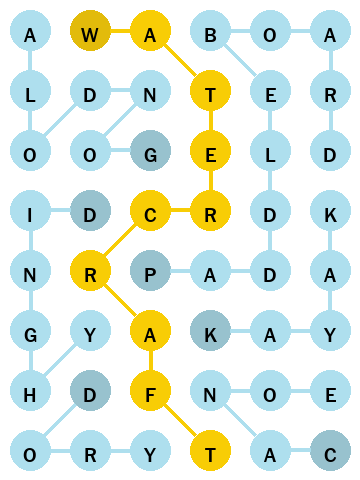 A W A B O A
L D N T E R
O O G E L D
I D C R D K
N R P A D A
G Y A K A Y
H D F N O E
O R Y T A C